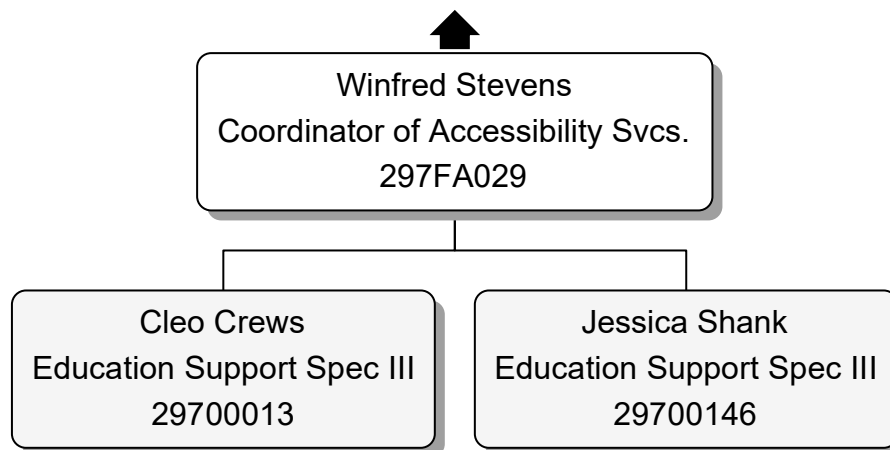 Winfred Stevens
Coordinator of Accessibility Svcs.
297FA029
Cleo Crews
Education Support Spec III
29700013
Jessica Shank
Education Support Spec III
29700146